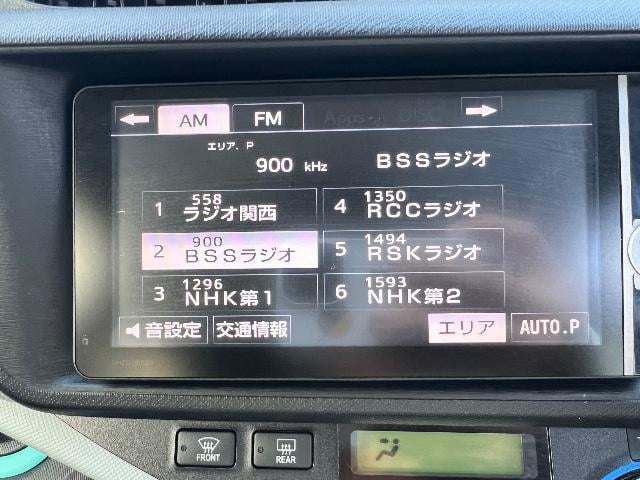 AM FM Apps DISC
エリア. P
900 kHz BSSラジオ
1 558 ラジオ関西
4 1350 RCCラジオ
2 900 BSSラジオ
5 1494 RSKラジオ
3 1296 NHK第1
6 1593 NHK第2
音設定 交通情報 エリア AUTO.P
FRONT REAR